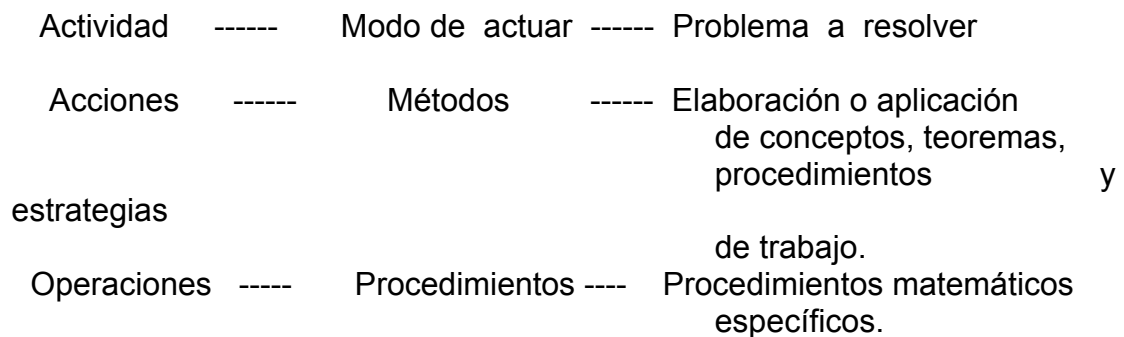 Actividad ------ Modo de actuar ------ Problema a resolver
Acciones ------ Métodos ------ Elaboración o aplicación
de conceptos, teoremas,
procedimientos y
estrategias
de trabajo.
Operaciones ----- Procedimientos ---- Procedimientos matemáticos
específicos.